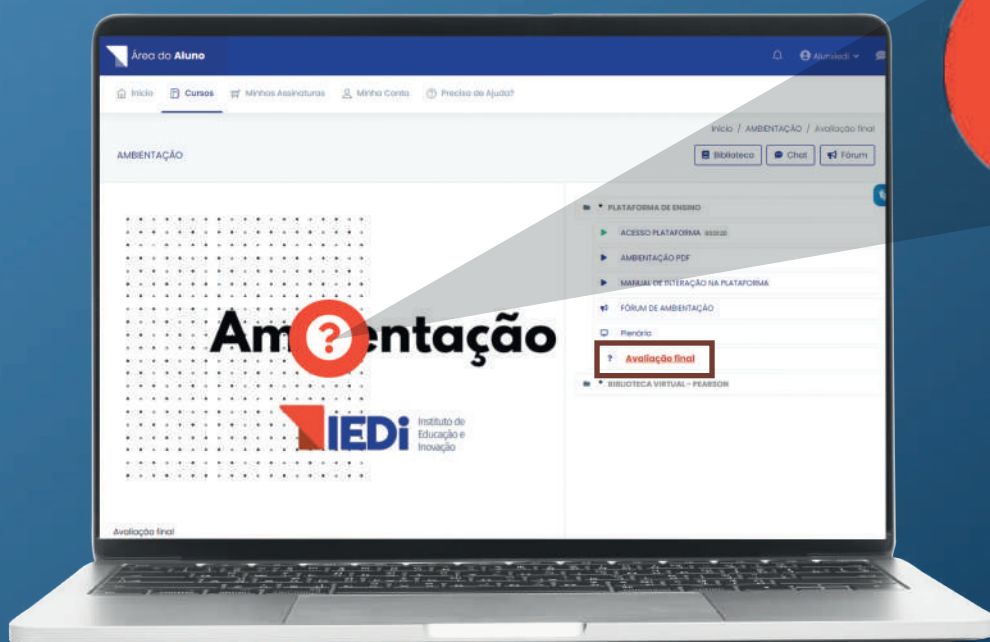 Área do Aluno
Alunoiedi
Início Cursos Minhas Assinaturas Minha Conta Precisa de Ajuda?
Início / AMBIENTAÇÃO / Avaliação final
AMBIENTAÇÃO
Biblioteca Chat Fórum
PLATAFORMA DE ENSINO
ACESSO PLATAFORMA
AMBIENTAÇÃO PDF
MANUAL DE INTERAÇÃO NA PLATAFORMA
FÓRUM DE AMBIENTAÇÃO
Plenária
? Avaliação final
BIBLIOTECA VIRTUAL - PEARSON
Am?entação
IEDi Instituto de
Educação e
Inovação
Avaliação final